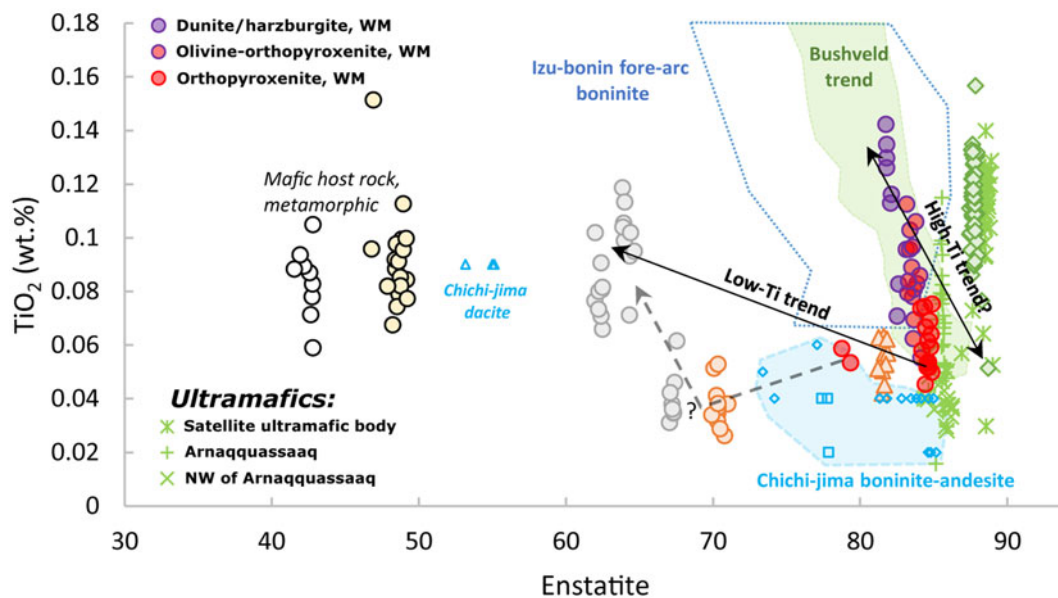 0.18
0.16
0.14
0.12
0.1
0.08
0.06
0.04
0.02
0
TiO2 (wt.%)
Dunite/harzburgite, WM
Olivine-orthopyroxenite, WM
Orthopyroxenite, WM
Izu-bonin fore-arc
boninite
Bushveld
trend
Mafic host rock,
metamorphic
Chichi-jima
dacite
Low-Ti trend
High-Ti trend?
?
Ultramafics:
Satellite ultramafic body
Arnaqquassaaq
NW of Arnaqquassaaq
Chichi-jima boninite-andesite
30
40
50
60
70
80
90
Enstatite